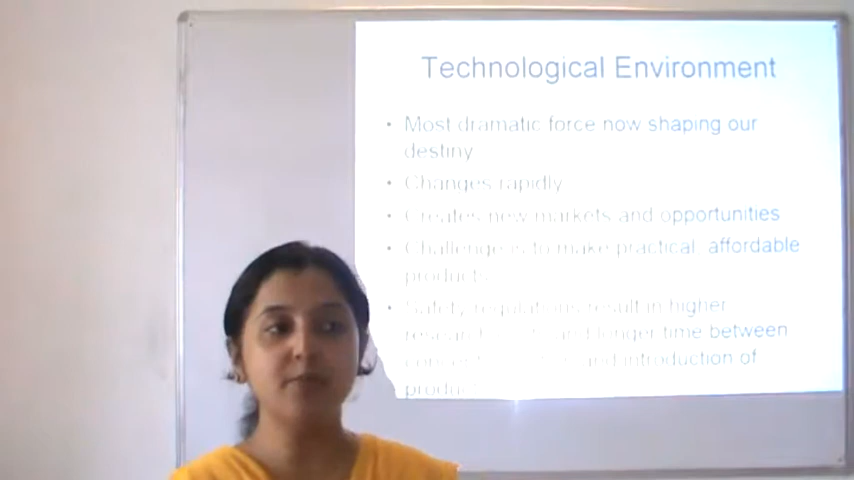 Technological Environment
• Most dramatic force now shaping our
destiny
• Changes rapidly
• Creates new markets and opportunities
• Challenge is to make practical affordable
products
• Safety regulations result in higher
research and longer time between
and introduction of